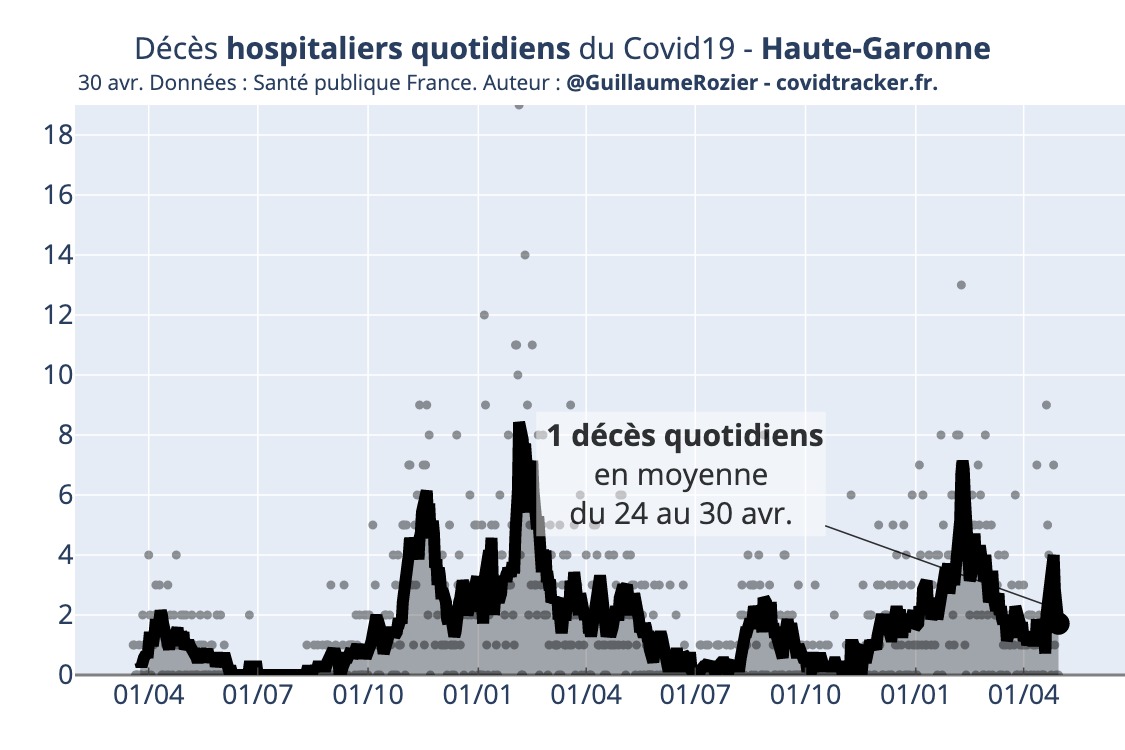 Décès hospitaliers quotidiens du Covid19 - Haute-Garonne
30 avr. Données : Santé publique France. Auteur : @GuillaumeRozier - covidtracker.fr.
18
16
14
12
10
8
6
4
2
0
1 décès quotidiens
en moyenne
du 24 au 30 avr.
01/04 01/07 01/10 01/01 01/04 01/07 01/10 01/01 01/04